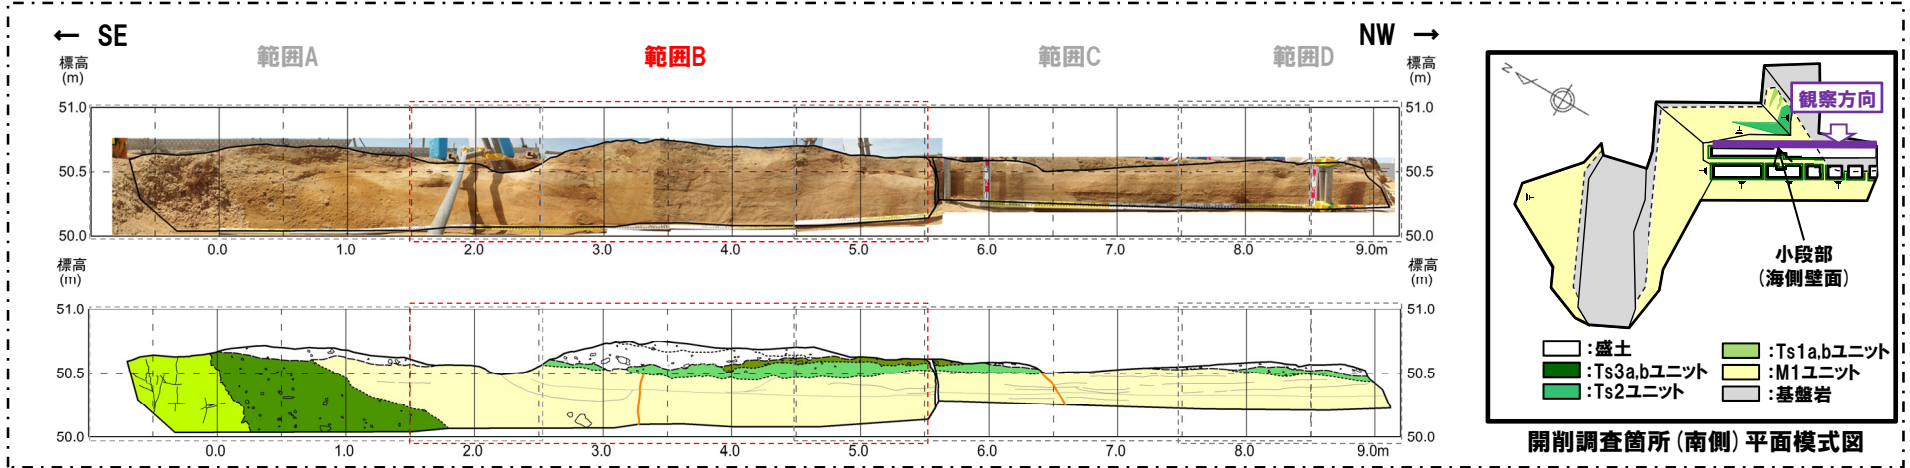 ← SE
NW →
範囲A
範囲B
範囲C
範囲D
標高
(m)
標高
(m)
51.0
51.0
50.5
50.5
50.0
50.0
0.0
1.0
2.0
3.0
4.0
5.0
6.0
7.0
8.0
9.0m
標高
(m)
標高
(m)
51.0
51.0
50.5
50.5
50.0
50.0
0.0
1.0
2.0
3.0
4.0
5.0
6.0
7.0
8.0
9.0m
N
観察方向
小段部
(海側壁面)
:盛土
:Ts1a,bユニット
:Ts3a,bユニット
:M1ユニット
:Ts2ユニット
:基盤岩
開削調査箇所(南側)平面模式図